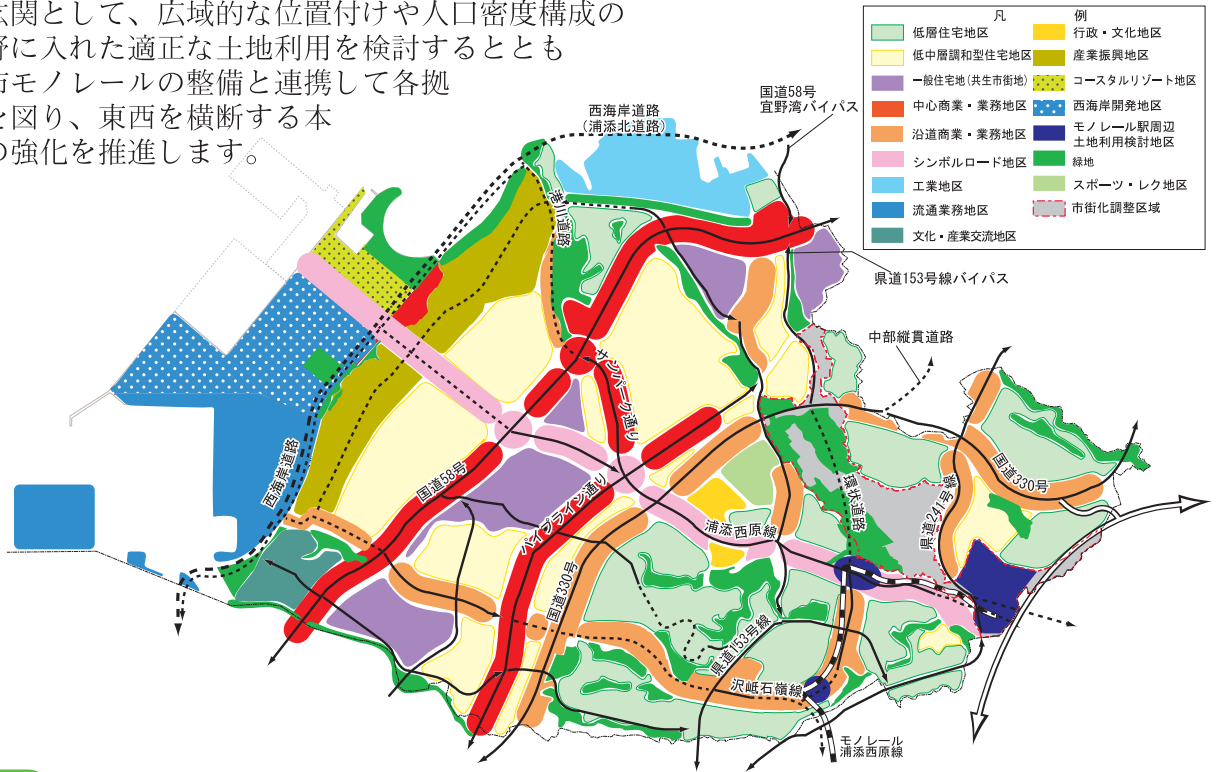 玄関として、広域的な位置付けや人口密度構成の
野に入れた適正な土地利用を検討するととも
市モノレールの整備と連携して各拠
を図り、東西を横断する本
の強化を推進します。
凡 例
低層住宅地区
低中層調和型住宅地区
一般住宅地(共生市街地)
中心商業・業務地区
沿道商業・業務地区
シンボルロード地区
工業地区
流通業務地区
文化・産業交流地区
行政・文化地区
産業振興地区
コースタルリゾート地区
西海岸開発地区
モノレール駅周辺
土地利用検討地区
緑地
スポーツ・レク地区
市街化調整区域
国道58号
宜野湾バイパス
西海岸道路
(浦添北道路)
港川道路
県道153号線バイパス
中部縦貫道路
サンパーク通り
国道58号
西海岸道路
パイプライン通り
国道330号
浦添西原線
環状道路
県道241号線
国道330号
県道153号線
沢岻石嶺線
モノレール
浦添西原線